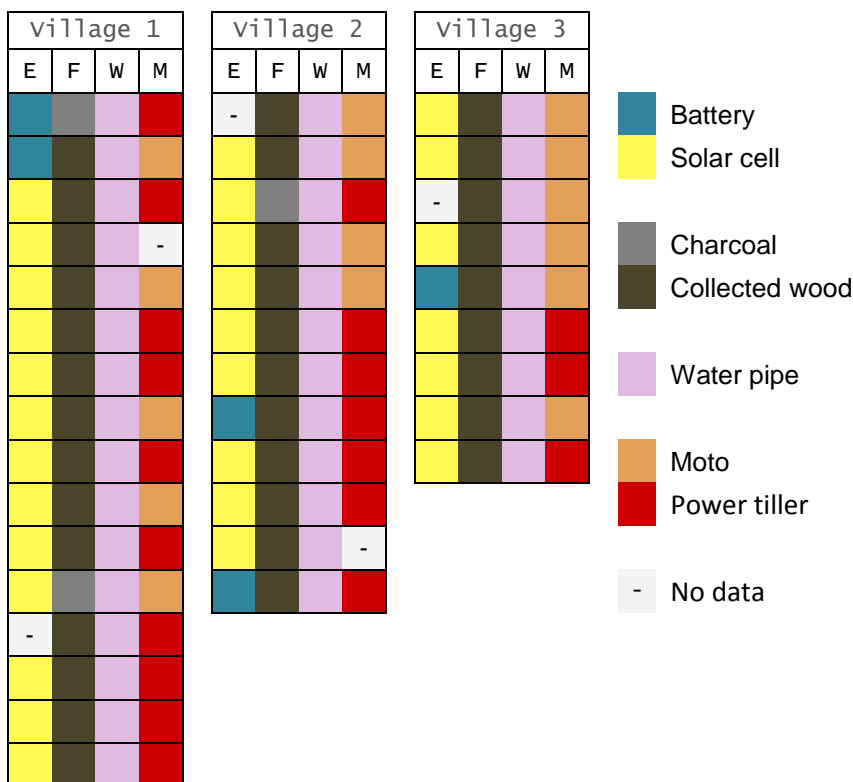 Village 1
E F W M
-
-
Village 2
E F W M
-
-
Village 3
E F W M
-
Battery
Solar cell
Charcoal
Collected wood
Water pipe
Moto
Power tiller
- No data